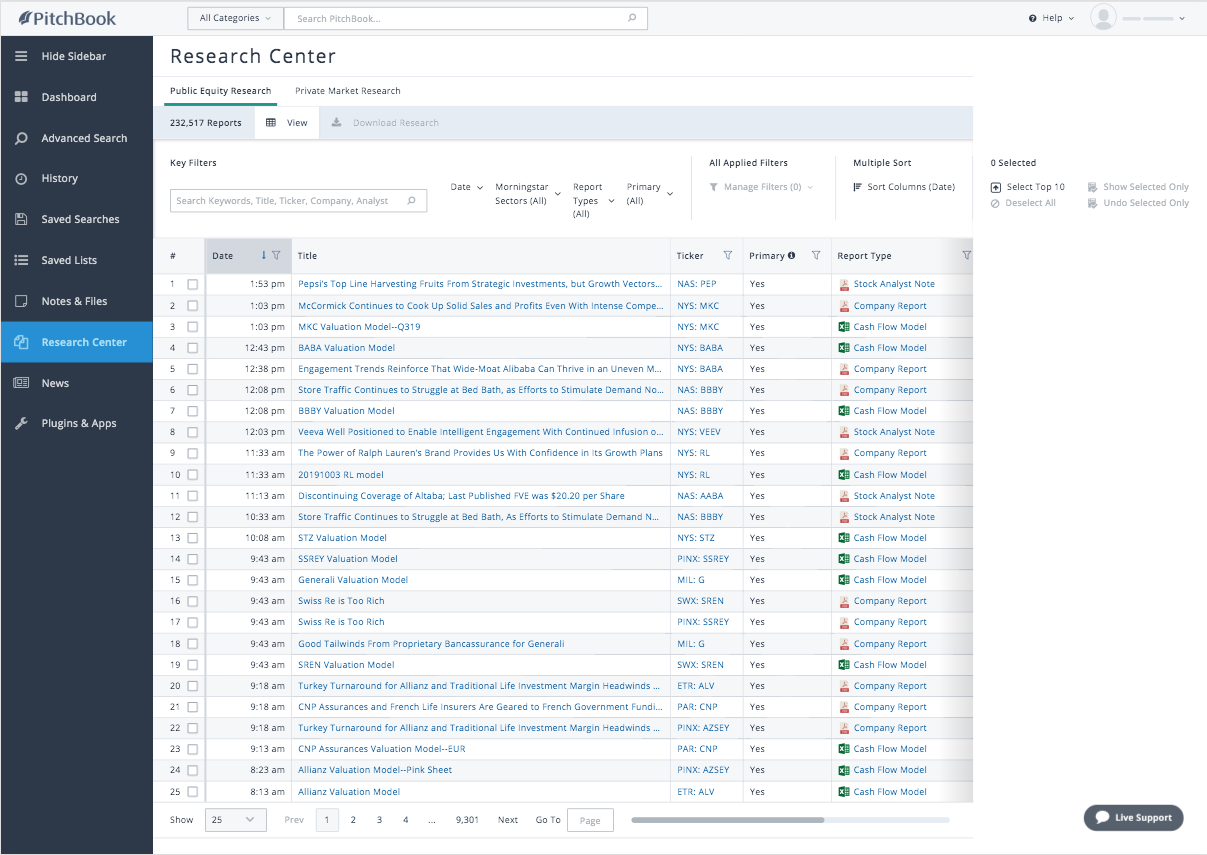 PitchBook
All Categories
Search PitchBook...
Help
Hide Sidebar
Dashboard
Advanced Search
History
Saved Searches
Saved Lists
Notes & Files
Research Center
News
Plugins & Apps
Research Center
Public Equity Research Private Market Research
232,517 Reports View Download Research
Key Filters
Search Keywords, Title, Ticker, Company, Analyst
Date
Morningstar
Sectors (All)
Report
Types
(All)
Primary
(All)
All Applied Filters
Manage Filters (0)
Multiple Sort
Sort Columns (Date)
0 Selected
Select Top 10 Show Selected Only
Deselect All Undo Selected Only
# Date Title Ticker Primary Report Type
1 1:53 pm Pepsi's Top Line Harvesting Fruits From Strategic Investments, but Growth Vectors... NAS: PEP Yes Stock Analyst Note
2 1:03 pm McCormick Continues to Cook Up Solid Sales and Profits Even With Intense Compe... NYS: MKC Yes Company Report
3 1:03 pm MKC Valuation Model--Q319 NYS: MKC Yes Cash Flow Model
4 12:43 pm BABA Valuation Model NYS: BABA Yes Cash Flow Model
5 12:38 pm Engagement Trends Reinforce That Wide-Moat Alibaba Can Thrive in an Uneven M... NYS: BABA Yes Company Report
6 12:08 pm Store Traffic Continues to Struggle at Bed Bath, as Efforts to Stimulate Demand No... NAS: BBBY Yes Company Report
7 12:08 pm BBBY Valuation Model NAS: BBBY Yes Cash Flow Model
8 12:03 pm Veeva Well Positioned to Enable Intelligent Engagement With Continued Infusion o... NYS: VEEV Yes Stock Analyst Note
9 11:33 am The Power of Ralph Lauren's Brand Provides Us With Confidence in Its Growth Plans NYS: RL Yes Company Report
10 11:33 am 20191003 RL model NYS: RL Yes Cash Flow Model
11 11:13 am Discontinuing Coverage of Altaba; Last Published FVE was $20.20 per Share NAS: AABA Yes Stock Analyst Note
12 10:33 am Store Traffic Continues to Struggle at Bed Bath, As Efforts to Stimulate Demand N... NAS: BBBY Yes Stock Analyst Note
13 10:08 am STZ Valuation Model NYS: STZ Yes Cash Flow Model
14 9:43 am SSREY Valuation Model PINX: SSREY Yes Cash Flow Model
15 9:43 am Generali Valuation Model MIL: G Yes Cash Flow Model
16 9:43 am Swiss Re is Too Rich SWX: SREN Yes Company Report
17 9:43 am Swiss Re is Too Rich PINX: SSREY Yes Company Report
18 9:43 am Good Tailwinds From Proprietary Bancassurance for Generali MIL: G Yes Company Report
19 9:43 am SREN Valuation Model SWX: SREN Yes Cash Flow Model
20 9:18 am Turkey Turnaround for Allianz and Traditional Life Investment Margin Headwinds ... ETR: ALV Yes Company Report
21 9:18 am CNP Assurances and French Life Insurers Are Geared to French Government Fundi... PAR: CNP Yes Company Report
22 9:18 am Turkey Turnaround for Allianz and Traditional Life Investment Margin Headwinds ... PINX: AZSEY Yes Company Report
23 9:13 am CNP Assurances Valuation Model--EUR PAR: CNP Yes Cash Flow Model
24 8:23 am Allianz Valuation Model--Pink Sheet PINX: AZSEY Yes Cash Flow Model
25 8:13 am Allianz Valuation Model ETR: ALV Yes Cash Flow Model
Show 25 Prev 1 2 3 4 ... 9,301 Next Go To Page
Live Support